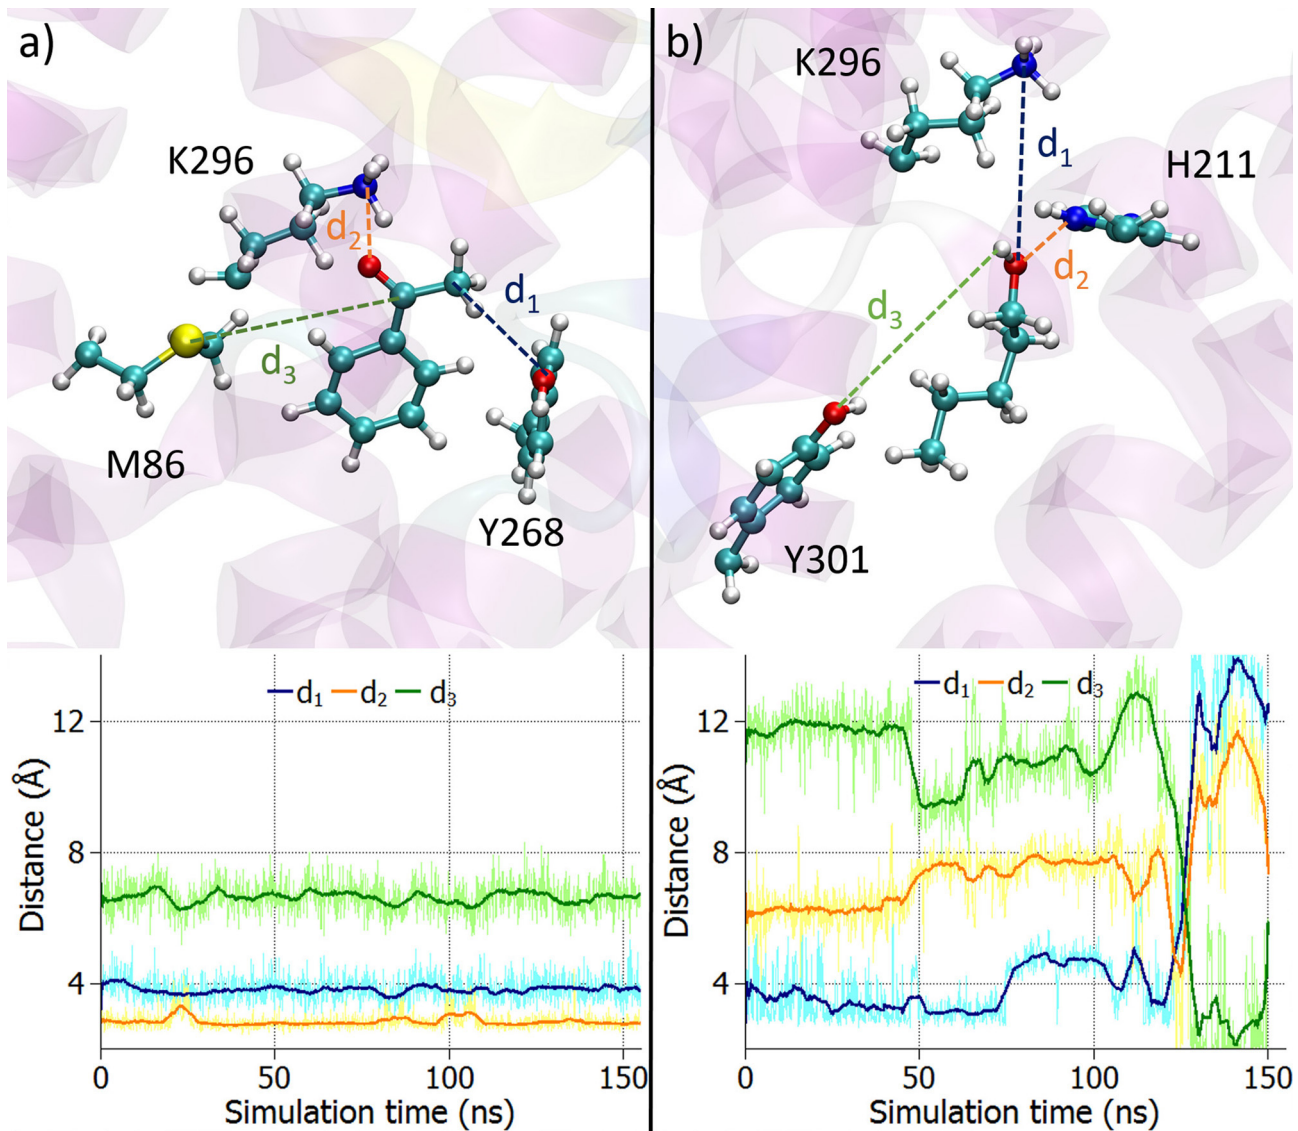 a)
K296
d2
d1
d3
M86
Y268
d1 d2 d3
12
8
4
Distance (Å)
0 50 100 150
Simulation time (ns)
b)
K296
d1
H211
d2
d3
Y301
d1 d2 d3
12
8
4
Distance (Å)
0 50 100 150
Simulation time (ns)